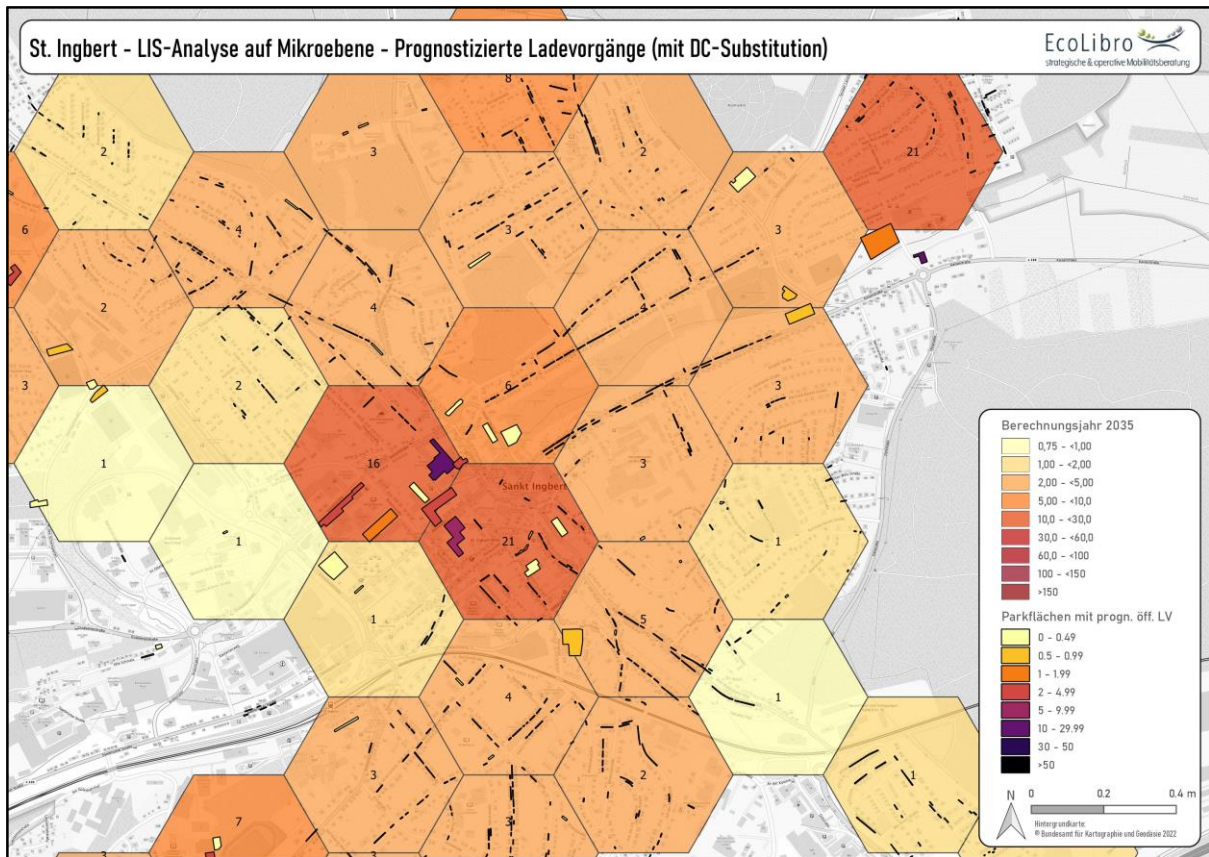 St. Ingbert - LIS-Analyse auf Mikroebene - Prognostizierte Ladevorgänge (mit DC-Substitution)
EcoLibro
strategische & operative Mobilitätsberatung
8
2
3
2
21
6
4
3
3
2
4
4
3
2
6
3
1
16
3
Sankt Ingbert
1
21
1
1
5
4
1
3
2
1
7
3
3
3
Berechnungsjahr 2035
0,75 - <1,00
1,00 - <2,00
2,00 - <5,00
5,00 - <10,0
10,0 - <30,0
30,0 - <60,0
60,0 - <100
100 - <150
>150
Parkflächen mit progn. öff. LV
0 - 0.49
0.5 - 0.99
1 - 1.99
2 - 4.99
5 - 9.99
10 - 29.99
30 - 50
>50
N
0 0.2 0.4 m
Hintergrundkarte:
© Bundesamt für Kartographie und Geodäsie 2022